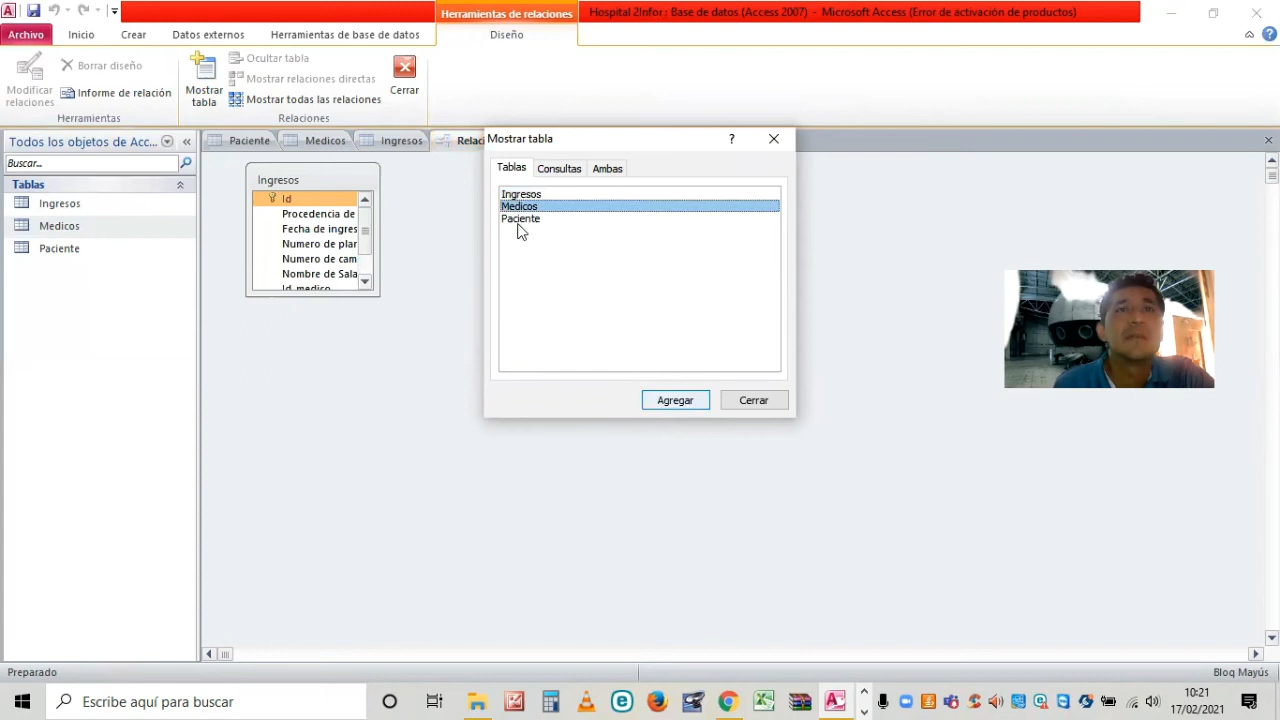 Herramientas de relaciones
Hospital 2Infor : Base de datos (Access 2007) - Microsoft Access (Error de activación de productos)
Archivo
Inicio
Crear
Datos externos
Herramientas de base de datos
Diseño
Modificar
relaciones
Borrar diseño
Informe de relación
Herramientas
Mostrar
tabla
Ocultar tabla
Mostrar relaciones directas
Mostrar todas las relaciones
Cerrar
Relaciones
Todos los objetos de Acc...
Buscar...
Tablas
Ingresos
Medicos
Paciente
Paciente
Medicos
Ingresos
Relac
Ingresos
Id
Procedencia de
Fecha de ingres
Numero de plan
Numero de cam
Nombre de Sala
Id_medico
Mostrar tabla
?
Tablas
Consultas
Ambas
Ingresos
Medicos
Paciente
Agregar
Cerrar
Preparado
Bloq Mayús
Escribe aquí para buscar
10:21
17/02/2021